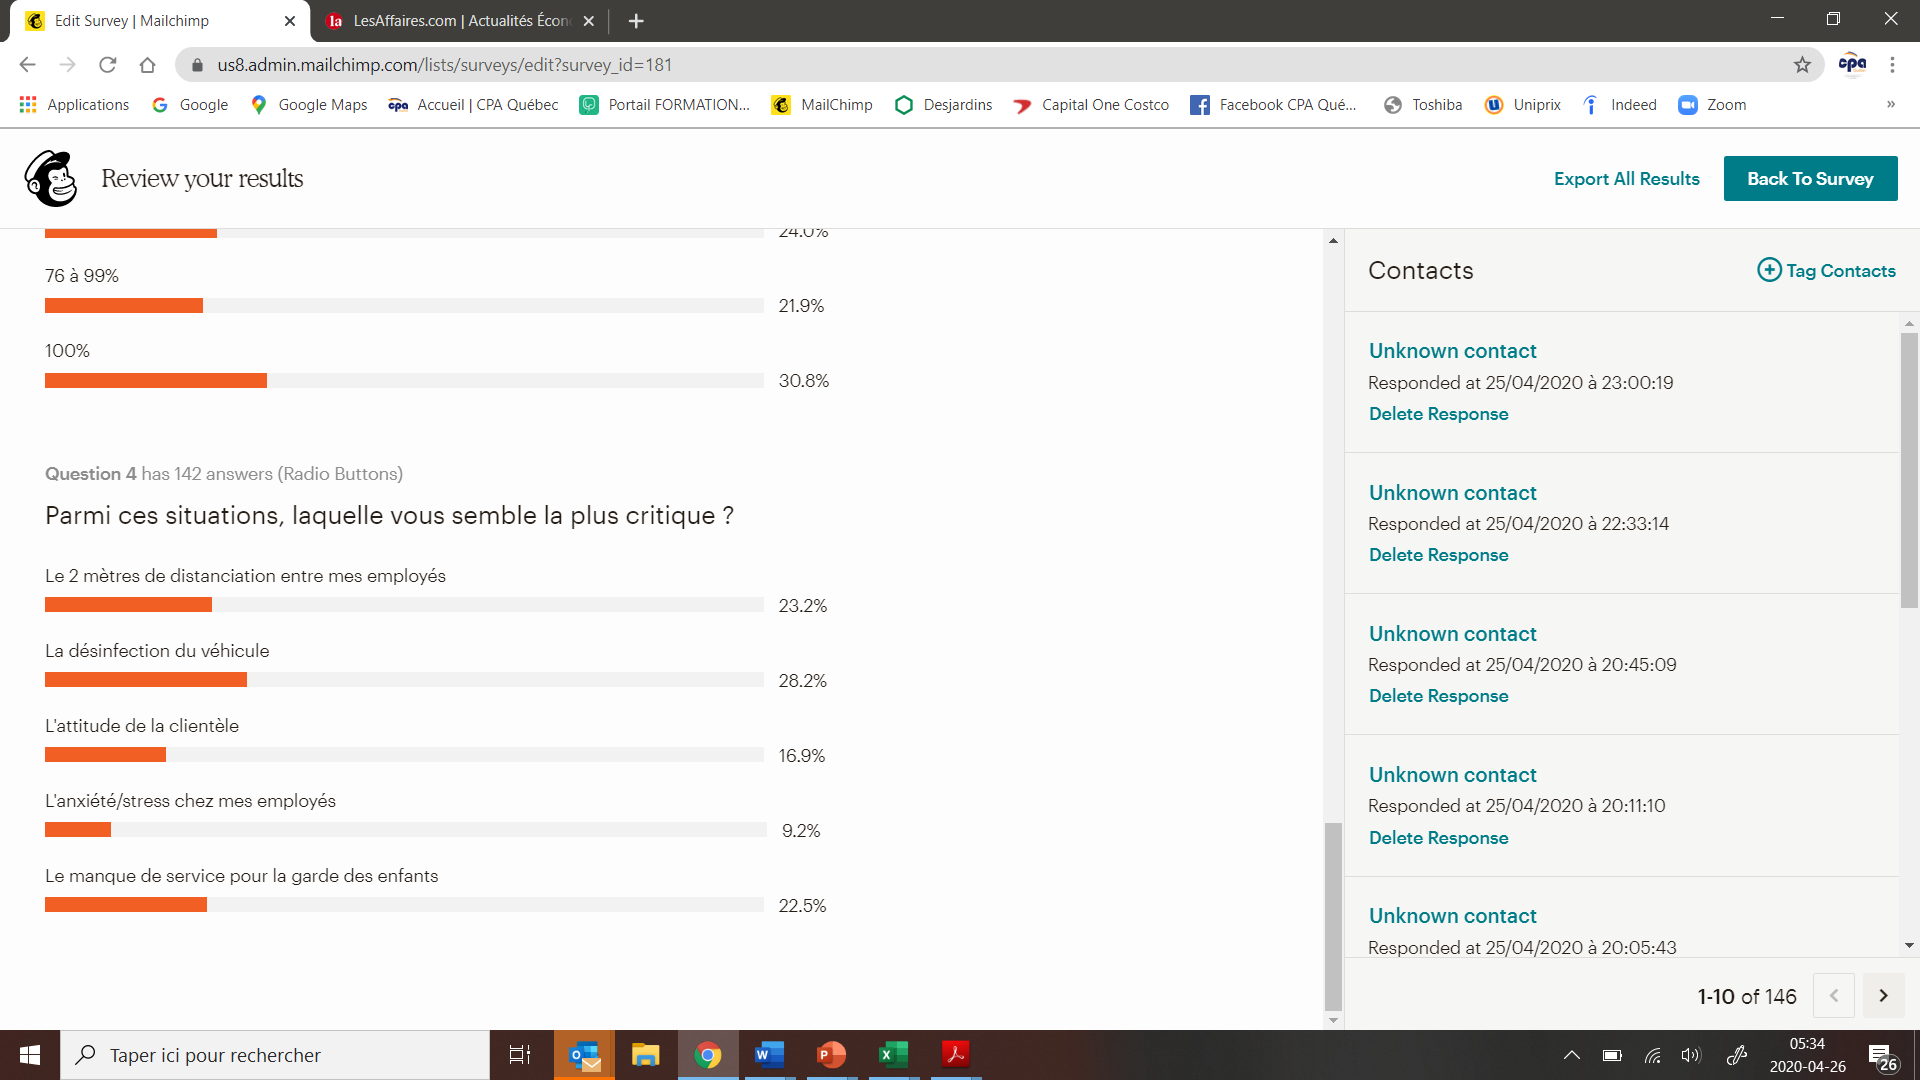 Edit Survey | Mailchimp
la LesAffaires.com | Actualités Écon
us8.admin.mailchimp.com/lists/surveys/edit?survey_id=181
cpa
Applications Google Google Maps cpa Accueil | CPA Québec Portail FORMATION... MailChimp Desjardins Capital One Costco Facebook CPA Qué... Toshiba Uniprix Indeed Zoom »
Review your results
Export All Results
Back To Survey
24.0%
76 à 99%
21.9%
100%
30.8%
Question 4 has 142 answers (Radio Buttons)
Parmi ces situations, laquelle vous semble la plus critique ?
Le 2 mètres de distanciation entre mes employés
23.2%
La désinfection du véhicule
28.2%
L'attitude de la clientèle
16.9%
L'anxiété/stress chez mes employés
9.2%
Le manque de service pour la garde des enfants
22.5%
Contacts
Tag Contacts
Unknown contact
Responded at 25/04/2020 à 23:00:19
Delete Response
Unknown contact
Responded at 25/04/2020 à 22:33:14
Delete Response
Unknown contact
Responded at 25/04/2020 à 20:45:09
Delete Response
Unknown contact
Responded at 25/04/2020 à 20:11:10
Delete Response
Unknown contact
Responded at 25/04/2020 à 20:05:43
1-10 of 146
Taper ici pour rechercher
05:34
2020-04-26
26